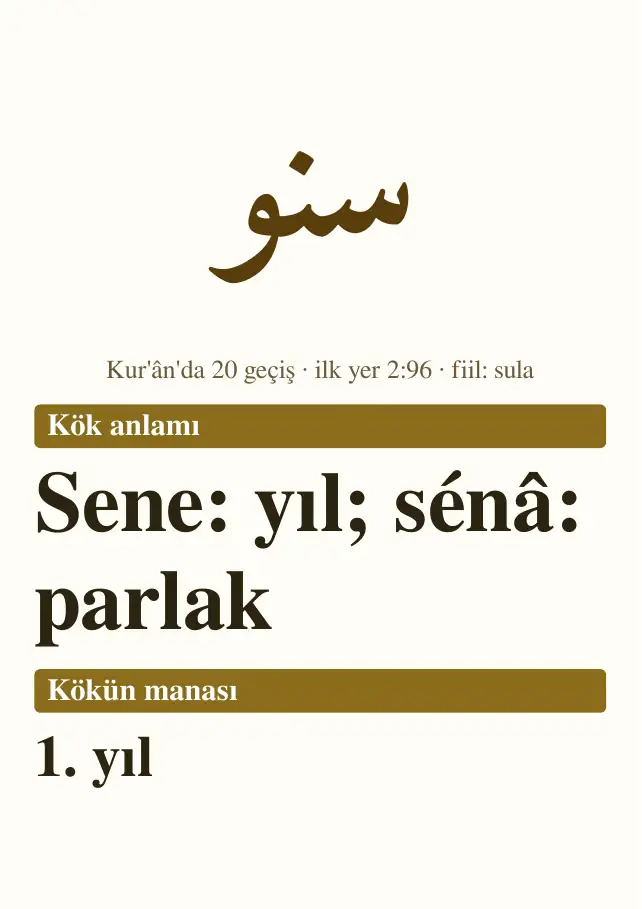 سنو
Kur'ân'da 20 geçiş · ilk yer 2:96 · fiil: sula
Kök anlamı
Sene: yıl; sénâ:
parlak
Kökün manası
1. yıl